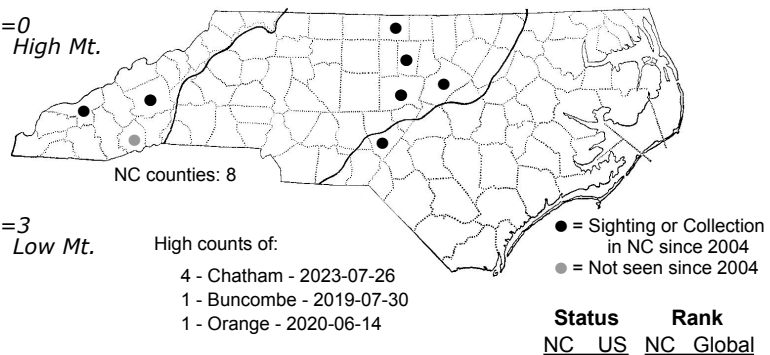 =0
High Mt.
NC counties: 8
=3
Low Mt.
High counts of:
4 - Chatham - 2023-07-26
1 - Buncombe - 2019-07-30
1 - Orange - 2020-06-14
= Sighting or Collection
in NC since 2004
= Not seen since 2004
Status Rank
NC US NC Global